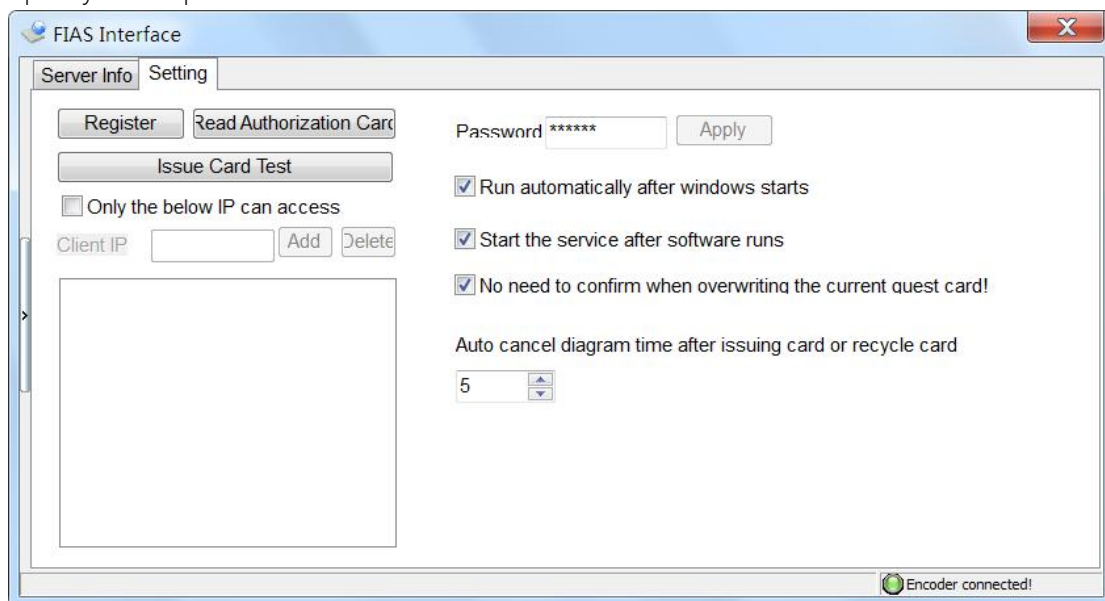 FIAS Interface
Server Info Setting
Register Read Authorization Card
Issue Card Test
Only the below IP can access
Client IP Add Delete
Password ****** Apply
Run automatically after windows starts
Start the service after software runs
No need to confirm when overwriting the current guest card!
Auto cancel diagram time after issuing card or recycle card
5
Encoder connected!